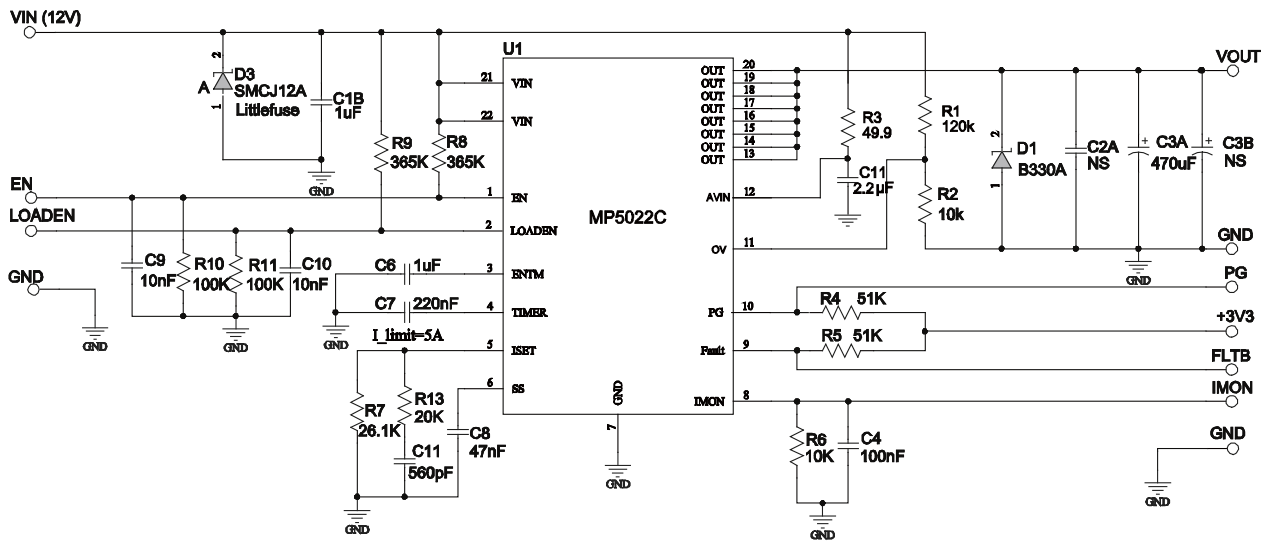 VIN (12V)
U1
2
D3
A
SMCJ12A
Littlefuse
1
C1B
1uF
GND
R9
365K
R8
365K
21
VIN
22
VIN
EN
1
EN
LOADEN
2
LOADEN
C9
10nF
R10
100K
R11
100K
C10
10nF
GND
GND
GND
C6
1uF
3
ENTM
C7
220nF
4
TIMER
GND
I_limit=5A
5
ISET
6
SS
R7
26.1K
R13
20K
C11
560pF
C8
47nF
GND
MP5022C
GND
7
GND
OUT
20
OUT
19
OUT
18
OUT
17
OUT
16
OUT
15
OUT
14
OUT
13
AVIN
12
OV
11
PG
10
Fault
9
IMON
8
R3
49.9
C11
2.2µF
R1
120k
R2
10k
2
D1
B330A
1
C2A
NS
C3A
470uF
C3B
NS
VOUT
GND
GND
PG
R4
51K
R5
51K
+3V3
FLTB
IMON
R6
10K
C4
100nF
GND
GND
GND